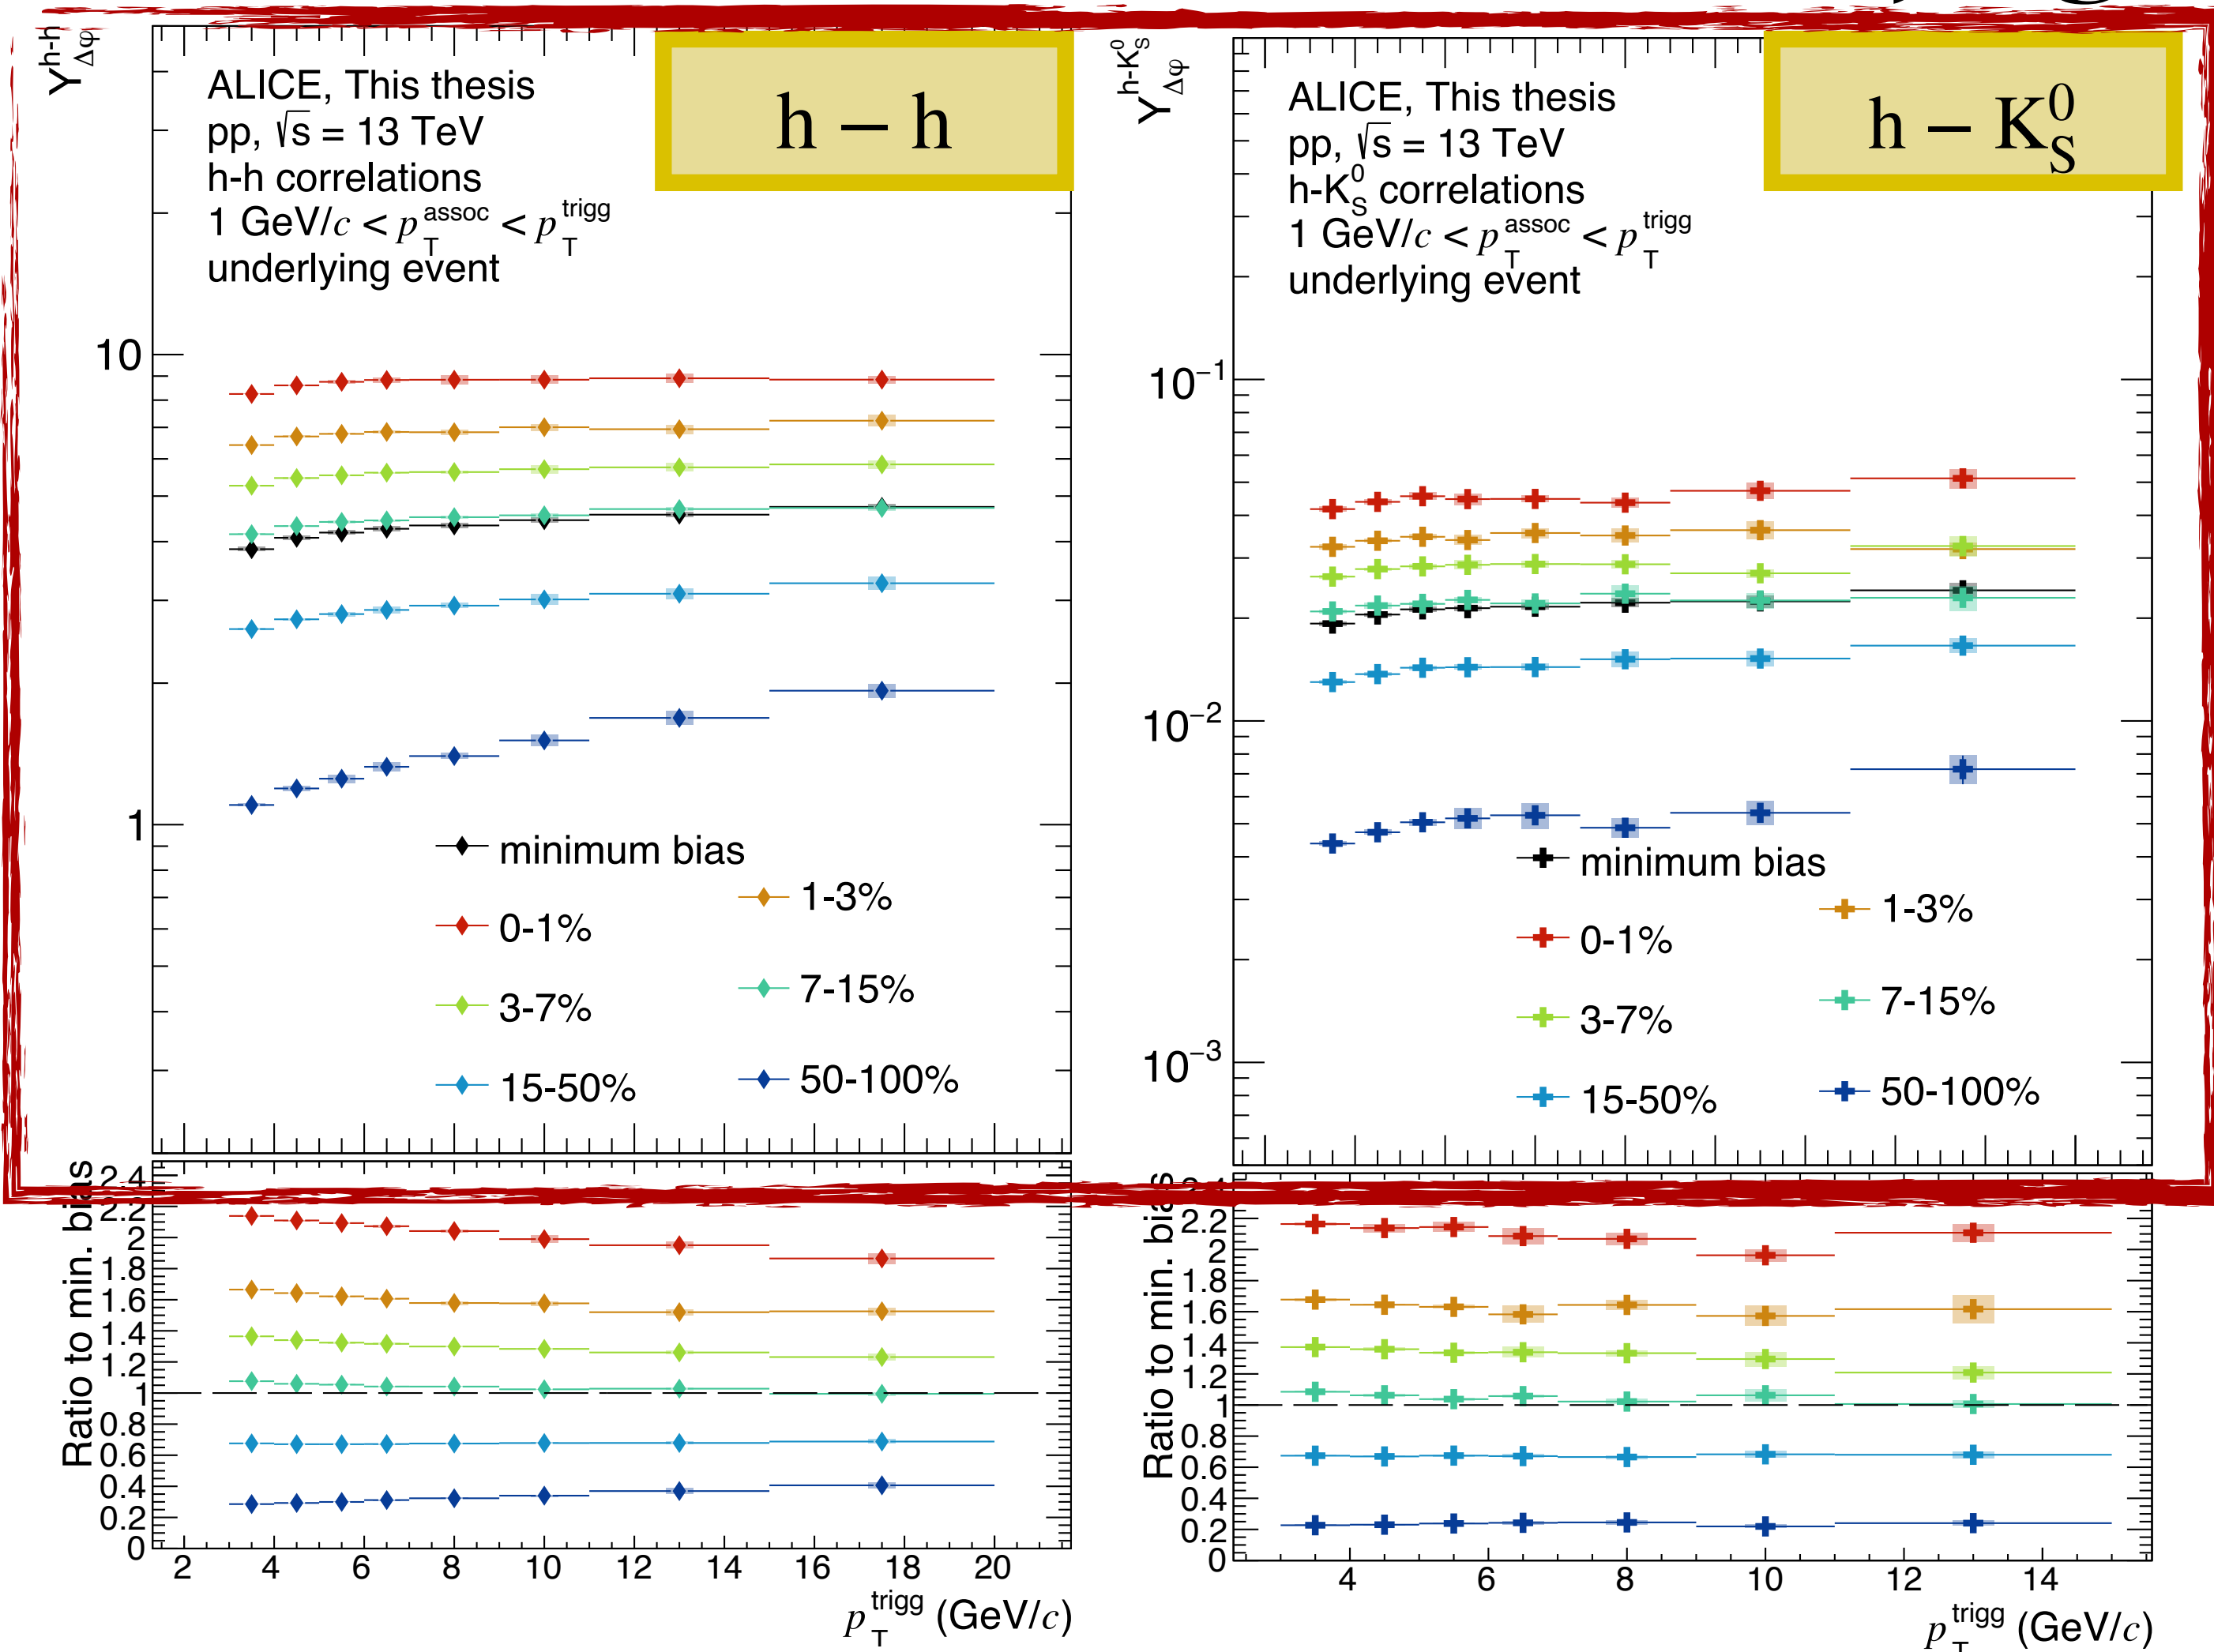 Y^{h-h}_{Δφ}
h – h
ALICE, This thesis
pp, √s = 13 TeV
h-h correlations
1 GeV/c < p_T^{assoc} < p_T^{trigg}
underlying event
10
1
minimum bias
1-3%
0-1%
7-15%
3-7%
50-100%
15-50%
Ratio to min. bias
2.4
2.2
2
1.8
1.6
1.4
1.2
1
0.8
0.6
0.4
0.2
0
2 4 6 8 10 12 14 16 18 20
p_T^{trigg} (GeV/c)
Y^{h-K_S^0}_{Δφ}
h – K_S^0
ALICE, This thesis
pp, √s = 13 TeV
h-K_S^0 correlations
1 GeV/c < p_T^{assoc} < p_T^{trigg}
underlying event
10^{−1}
10^{−2}
10^{−3}
minimum bias
1-3%
0-1%
7-15%
3-7%
50-100%
15-50%
Ratio to min. bias
2.2
2
1.8
1.6
1.4
1.2
1
0.8
0.6
0.4
0.2
0
4 6 8 10 12 14
p_T^{trigg} (GeV/c)